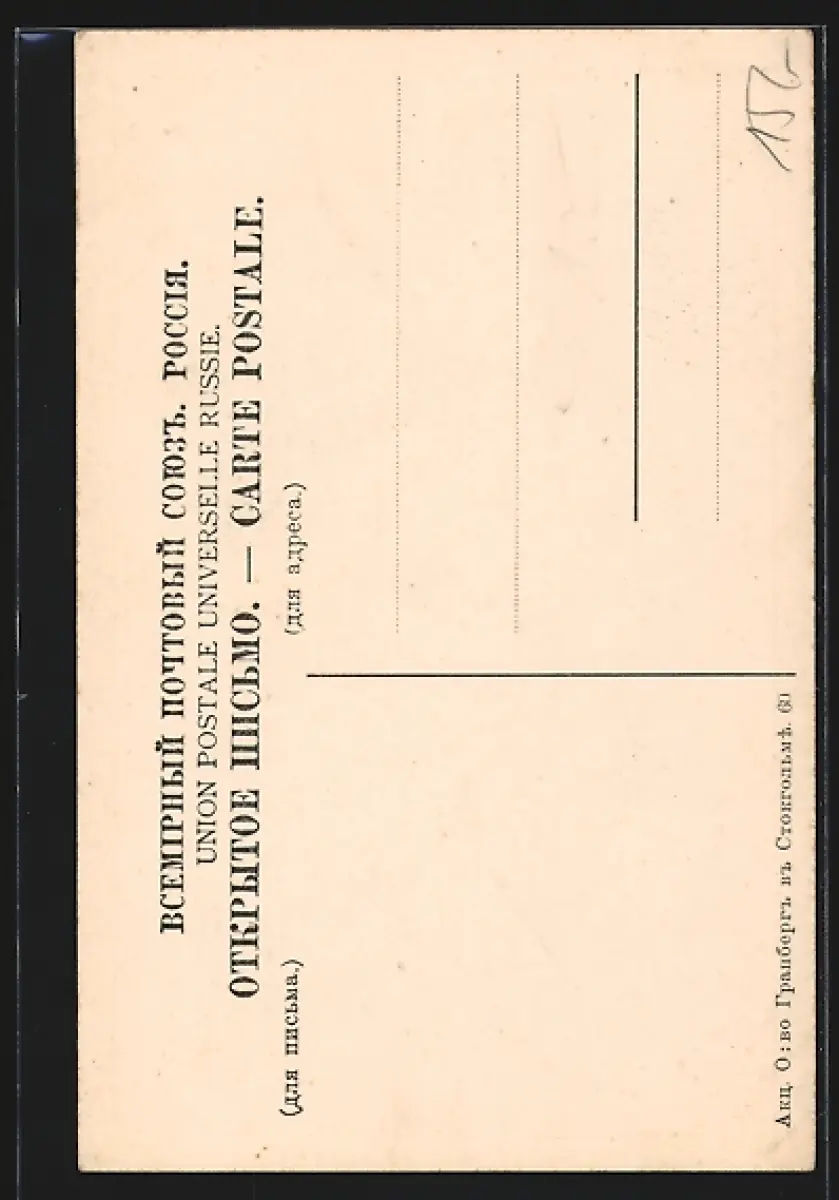 ВСЕМІРНЫЙ ПОЧТОВЫЙ СОЮЗЪ. РОССІЯ.
UNION POSTALE UNIVERSELLE RUSSIE.
ОТКРЫТОЕ ПИСЬМО. — CARTE POSTALE.
(для письма.)
(для адреса.)
Акц. О:во Гранбергъ въ Стокгольмѣ. 60
15.-